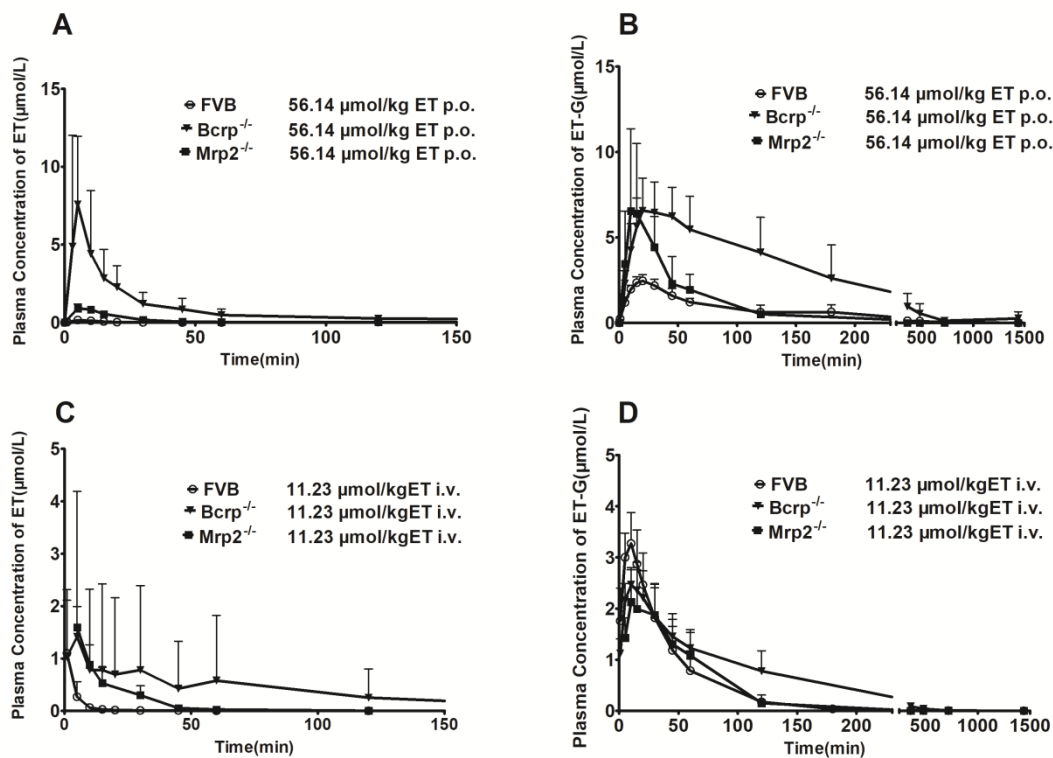 A
Plasma Concentration of ET(μmol/L)
15
10
5
0
FVB 56.14 μmol/kg ET p.o.
Bcrp-/- 56.14 μmol/kg ET p.o.
Mrp2-/- 56.14 μmol/kg ET p.o.
0 50 100 150
Time(min)
B
Plasma Concentration of ET-G(μmol/L)
15
10
5
0
FVB 56.14 μmol/kg ET p.o.
Bcrp-/- 56.14 μmol/kg ET p.o.
Mrp2-/- 56.14 μmol/kg ET p.o.
0 50 100 150 200 500 1000 1500
Time(min)
C
Plasma Concentration of ET(μmol/L)
5
4
3
2
1
0
FVB 11.23 μmol/kgET i.v.
Bcrp-/- 11.23 μmol/kgET i.v.
Mrp2-/- 11.23 μmol/kgET i.v.
0 50 100 150
Time(min)
D
Plasma Concentration of ET-G(μmol/L)
5
4
3
2
1
0
FVB 11.23 μmol/kgET i.v.
Bcrp-/- 11.23 μmol/kgET i.v.
Mrp2-/- 11.23 μmol/kgET i.v.
0 50 100 150 200 500 1000 1500
Time(min)